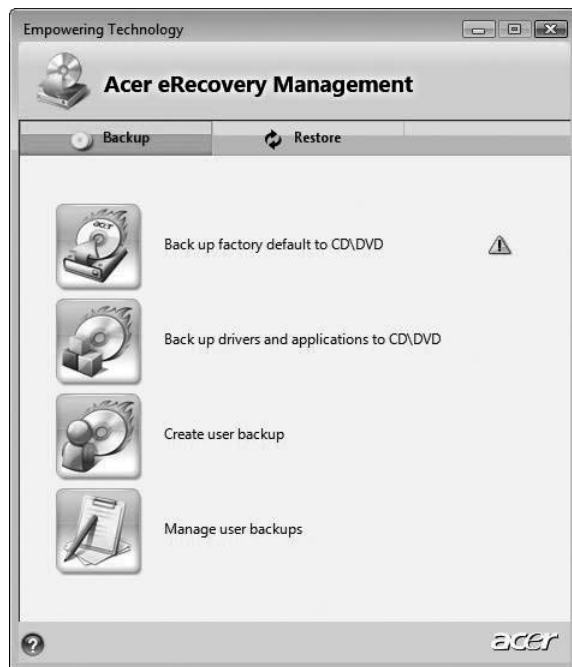 Empowering Technology
Acer eRecovery Management
Backup
Restore
acer
Back up factory default to CD\DVD
Back up drivers and applications to CD\DVD
Create user backup
Manage user backups
?
acer